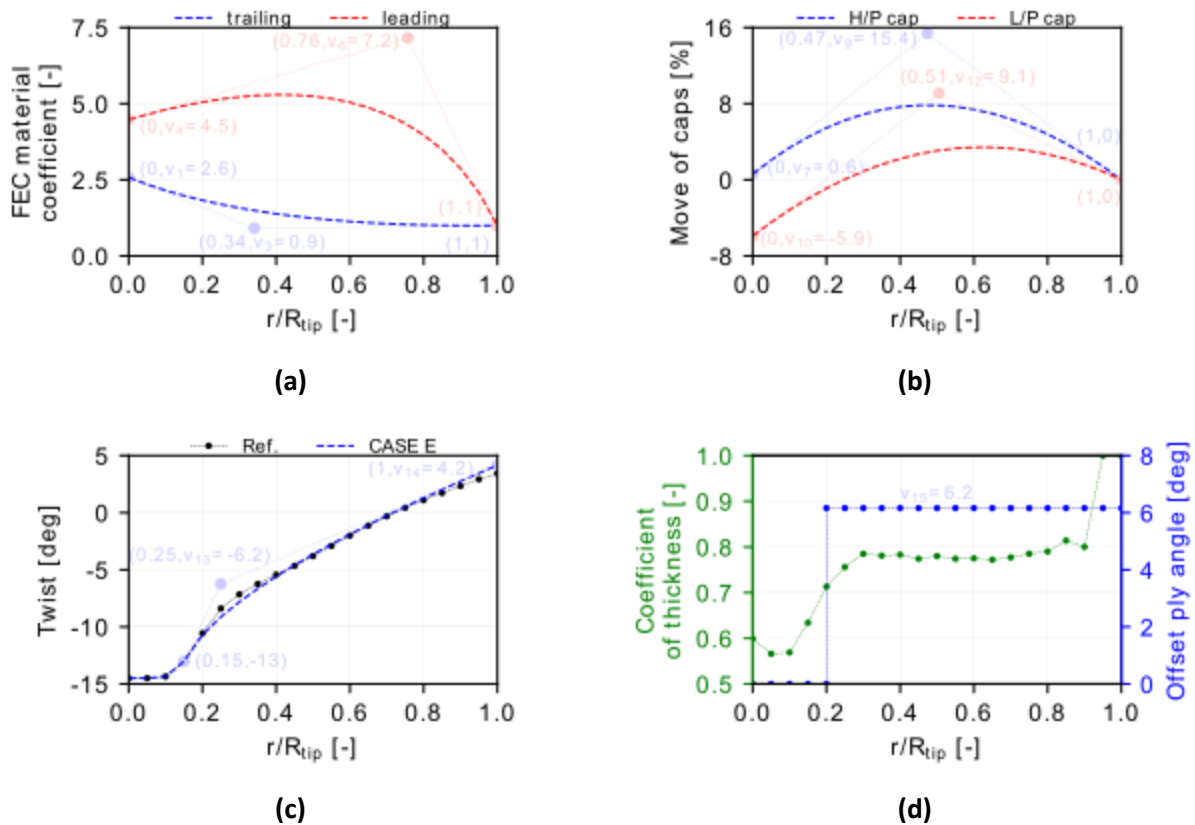 trailing leading
7.5
5.0
2.5
0.0
FEC material
coefficient [-]
(0.76,v6=7.2)
(0,v4=4.5)
(0,v1=2.6)
(1,1)
(0.34,v3=0.9)
(1,1)
0.0 0.2 0.4 0.6 0.8 1.0
r/Rtip [-]
(a)
H/P cap L/P cap
16
8
0
-8
Move of caps [%]
(0.47,v9=15.4)
(0.51,v12=9.1)
(1,0)
(0,v7=0.6)
(1,0)
(0,v10=-5.9)
0.0 0.2 0.4 0.6 0.8 1.0
r/Rtip [-]
(b)
Ref. CASE E
5
0
-5
-10
-15
Twist [deg]
(1,v14=4.2)
(0.25,v13=-6.2)
(0.15,-13)
0.0 0.2 0.4 0.6 0.8 1.0
r/Rtip [-]
(c)
1.0
0.9
0.8
0.7
0.6
0.5
Coefficient
of thickness [-]
v15=6.2
8
6
4
2
0
Offset ply angle [deg]
0.0 0.2 0.4 0.6 0.8 1.0
r/Rtip [-]
(d)